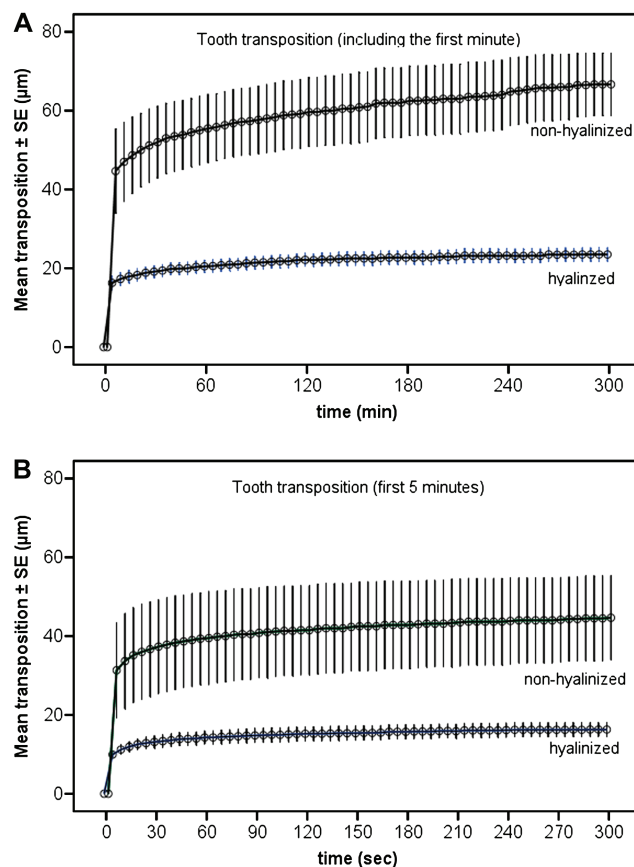 A
Tooth transposition (including the first minute)
Mean transposition ± SE (µm)
80
60
40
20
0
non-hyalinized
hyalinzed
0 60 120 180 240 300
time (min)
B
Tooth transposition (first 5 minutes)
Mean transposition ± SE (µm)
80
60
40
20
0
non-hyalinized
hyalinized
0 30 60 90 120 150 180 210 240 270 300
time (sec)